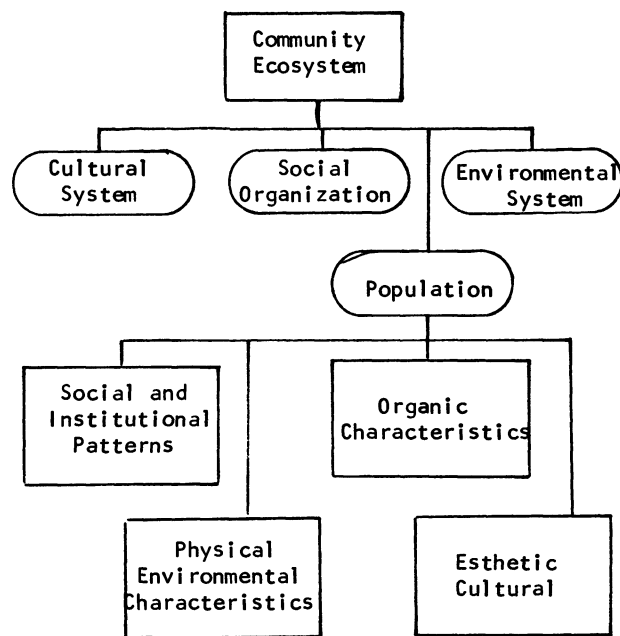 Community
Ecosystem
Cultural
System
Social
Organization
Environmental
System
Population
Social and
Institutional
Patterns
Organic
Characteristics
Physical
Environmental
Characteristics
Esthetic
Cultural